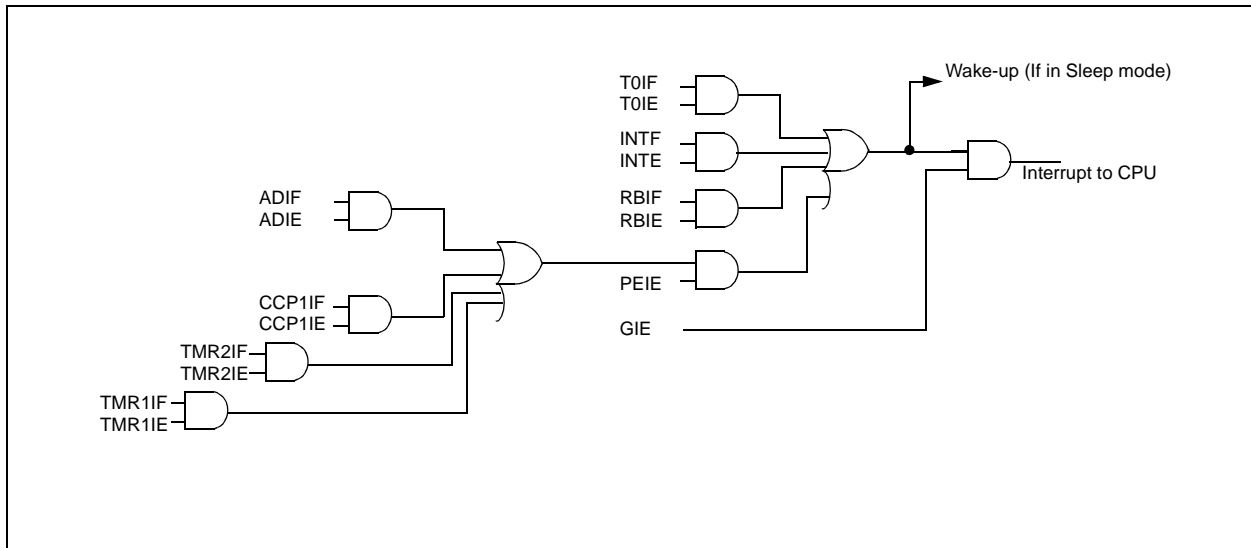 Wake-up (If in Sleep mode)
T0IF
T0IE
INTF
INTE
Interrupt to CPU
RBIF
RBIE
ADIF
ADIE
PEIE
CCP1IF
CCP1IE
GIE
TMR2IF
TMR2IE
TMR1IF
TMR1IE